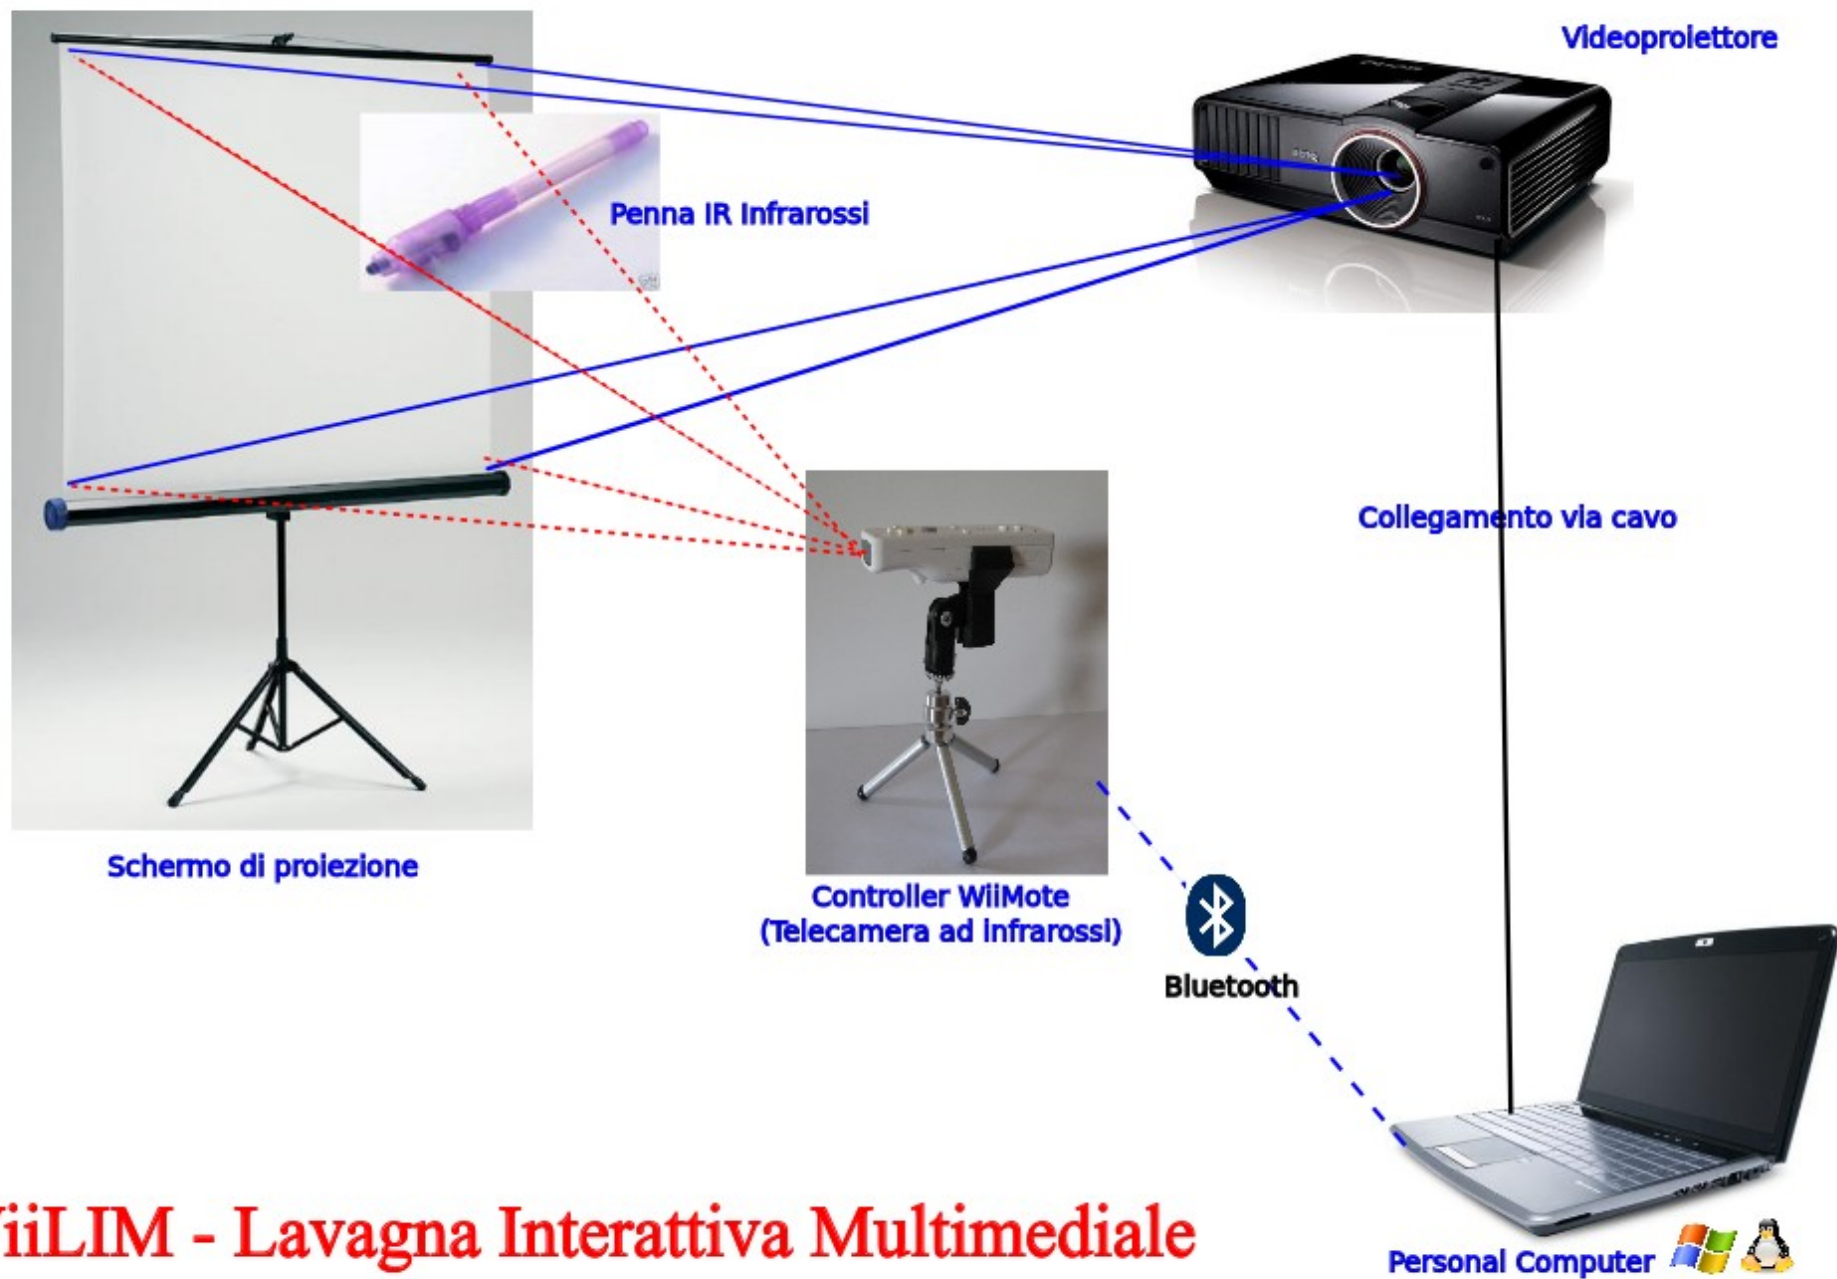 Videoproiettore
Penna IR Infrarossi
Collegamento via cavo
Schermo di proiezione
Controller WiiMote
(Telecamera ad infrarossi)
Bluetooth
iiLIM - Lavagna Interattiva Multimediale
Personal Computer